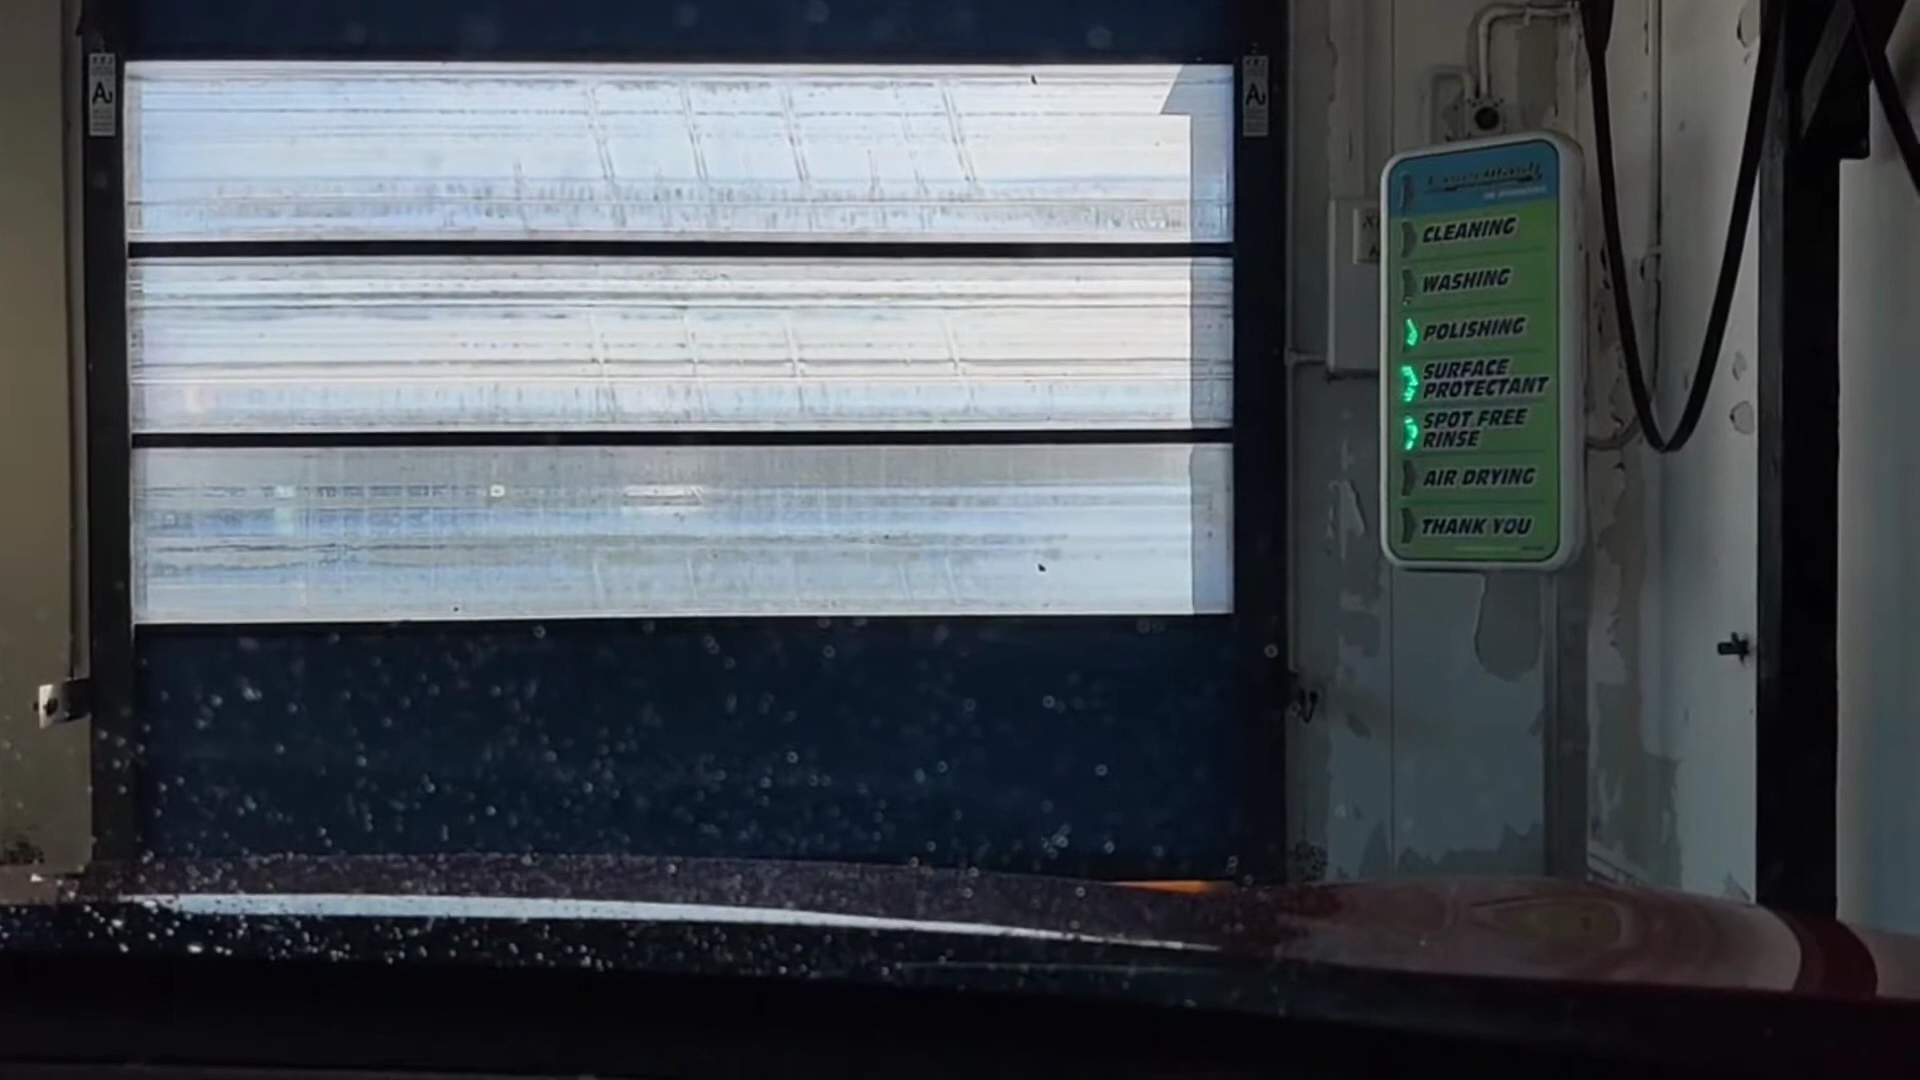 CLEANING
WASHING
POLISHING
SURFACE
PROTECTANT
SPOT FREE
RINSE
AIR DRYING
THANK YOU